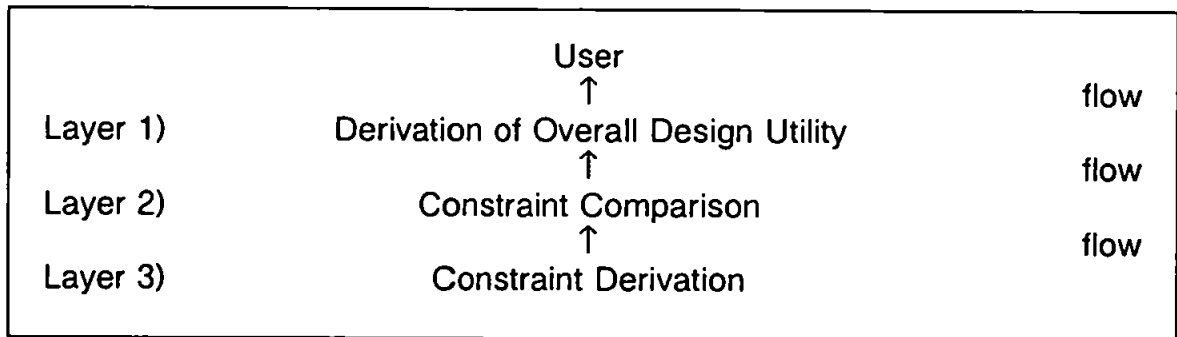 User
↑ flow
Layer 1) Derivation of Overall Design Utility
↑ flow
Layer 2) Constraint Comparison
↑ flow
Layer 3) Constraint Derivation